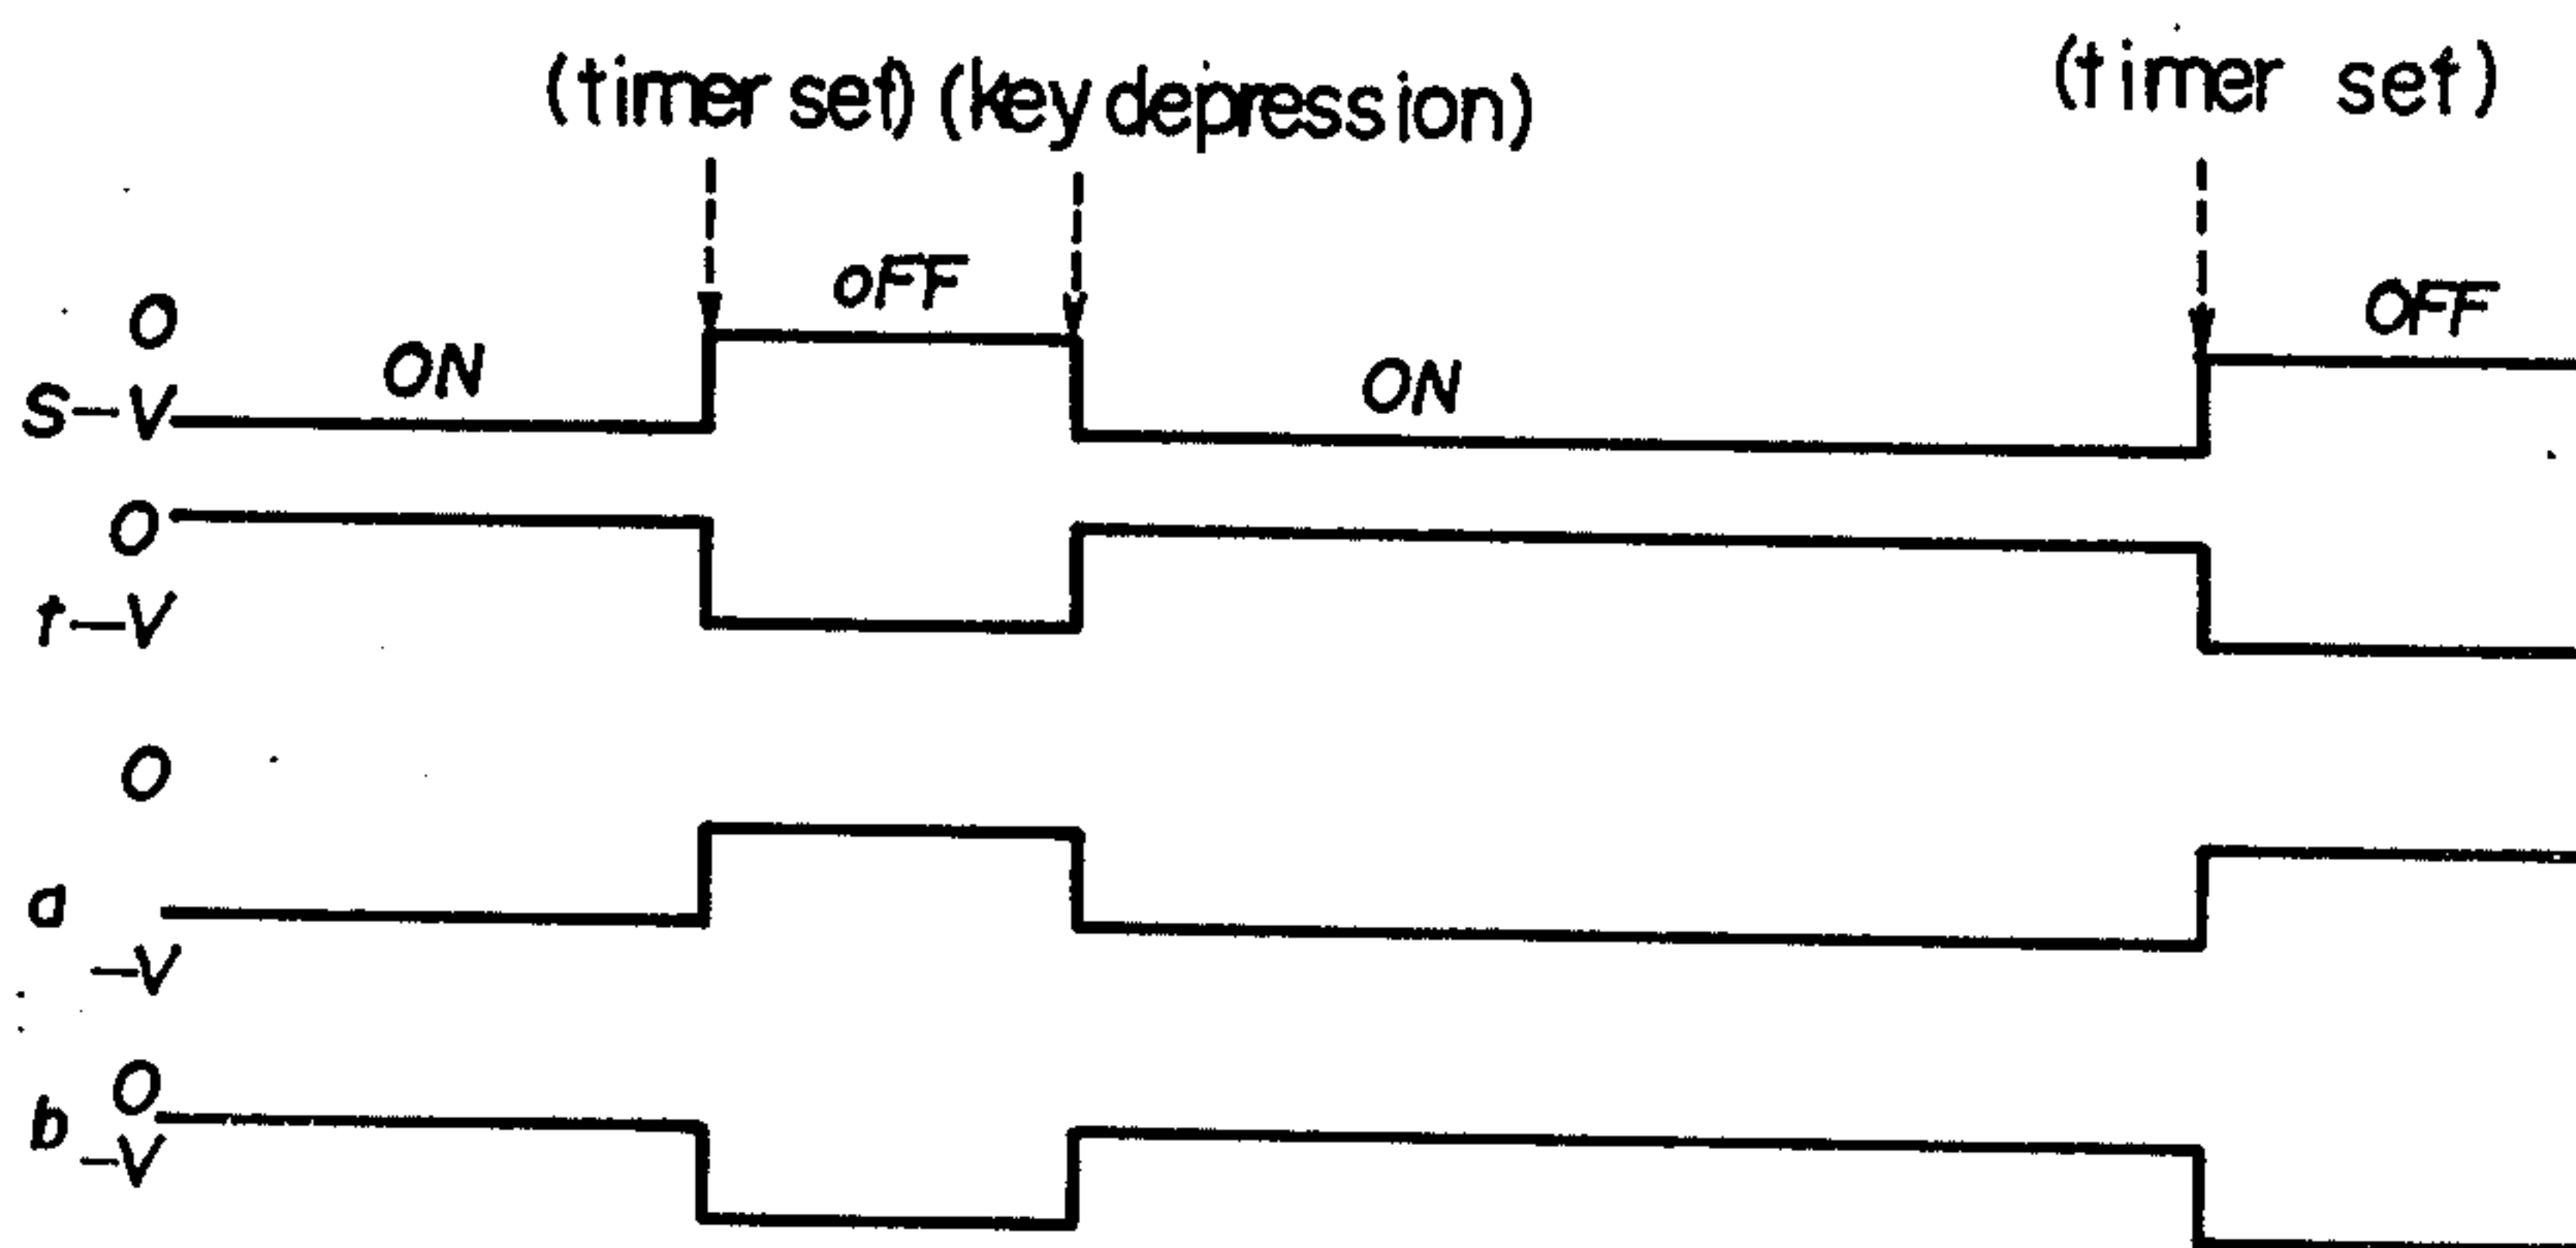 (timer set) (key depression) (timer set)
OFF
OFF
O
ON
ON
S-V
O
t-V
O
a
-V
O
b
-V